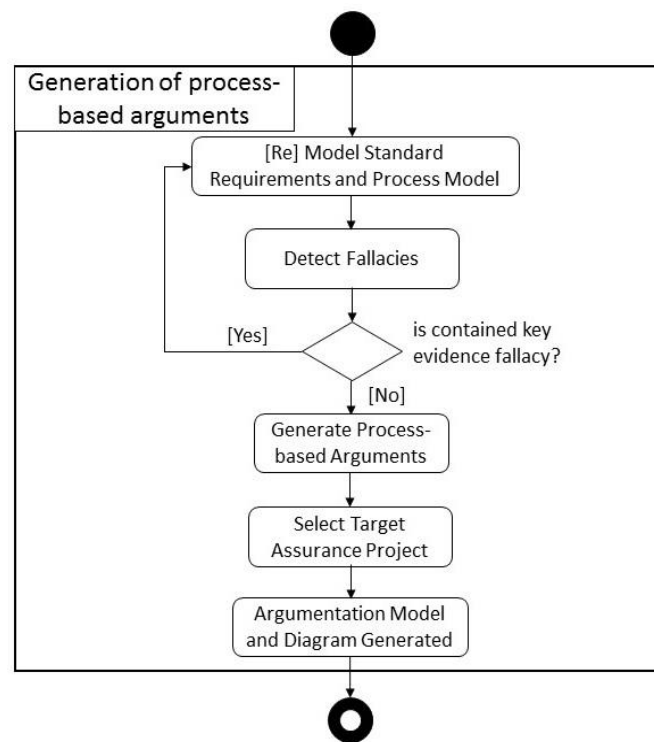 Generation of process-
based arguments
[Re] Model Standard
Requirements and Process Model
Detect Fallacies
[Yes]
is contained key
evidence fallacy?
[No]
Generate Process-
based Arguments
Select Target
Assurance Project
Argumentation Model
and Diagram Generated